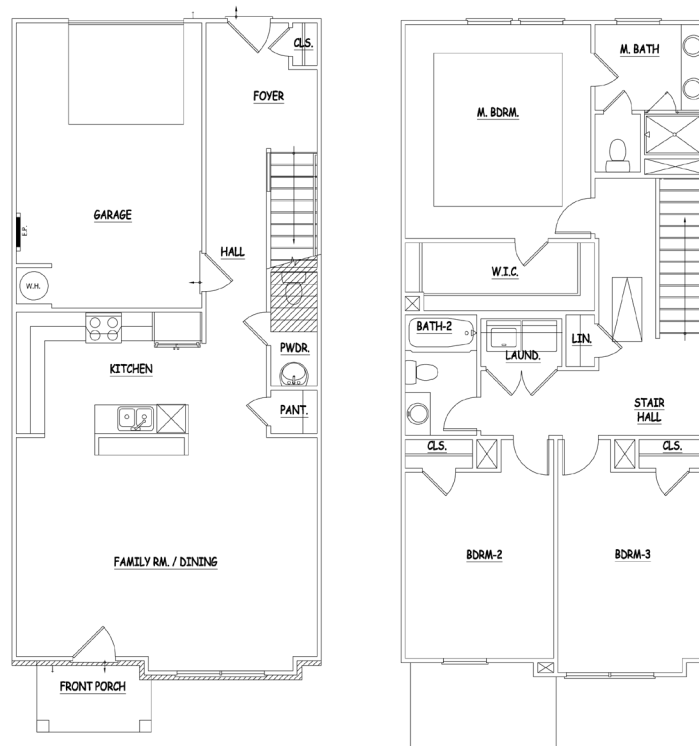 CLS.
FOYER
GARAGE
HALL
F.P.
W.H.
PWDR.
KITCHEN
PANT.
FAMILY RM. / DINING
FRONT PORCH
M. BATH
M. BDRM.
W.I.C.
BATH-2
LAUND.
LIN.
STAIR
HALL
CLS.
CLS.
BDRM-2
BDRM-3